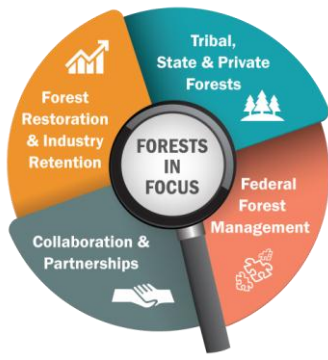 Tribal,
State & Private
Forests
Forest
Restoration
& Industry
Retention
FORESTS
IN
FOCUS
Federal
Forest
Management
Collaboration &
Partnerships